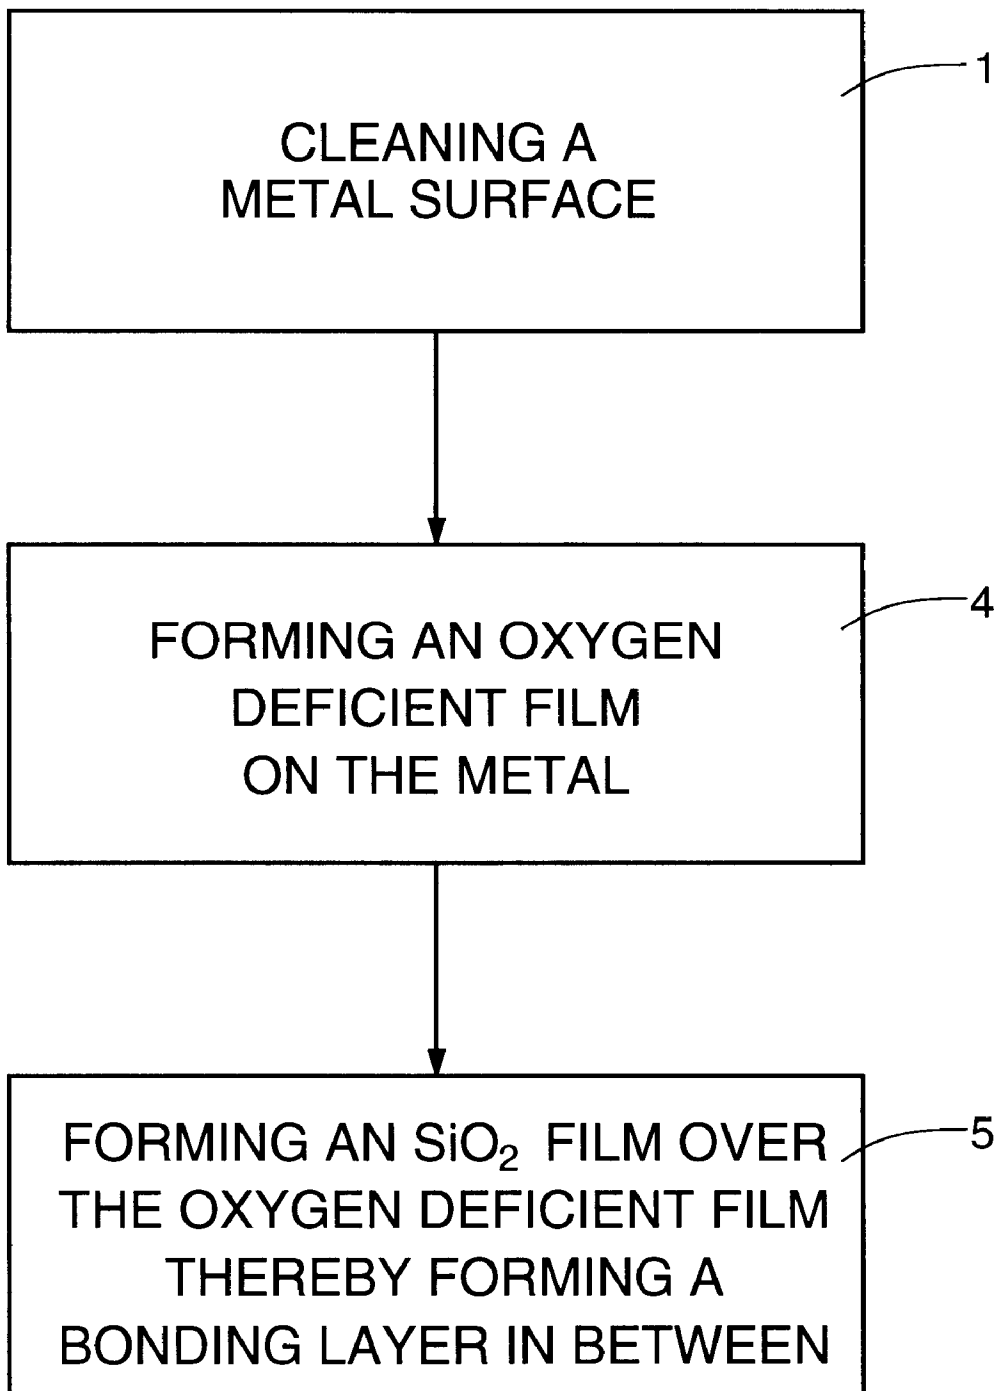 1
CLEANING A
METAL SURFACE
4
FORMING AN OXYGEN
DEFICIENT FILM
ON THE METAL
5
FORMING AN SiO₂ FILM OVER
THE OXYGEN DEFICIENT FILM
THEREBY FORMING A
BONDING LAYER IN BETWEEN